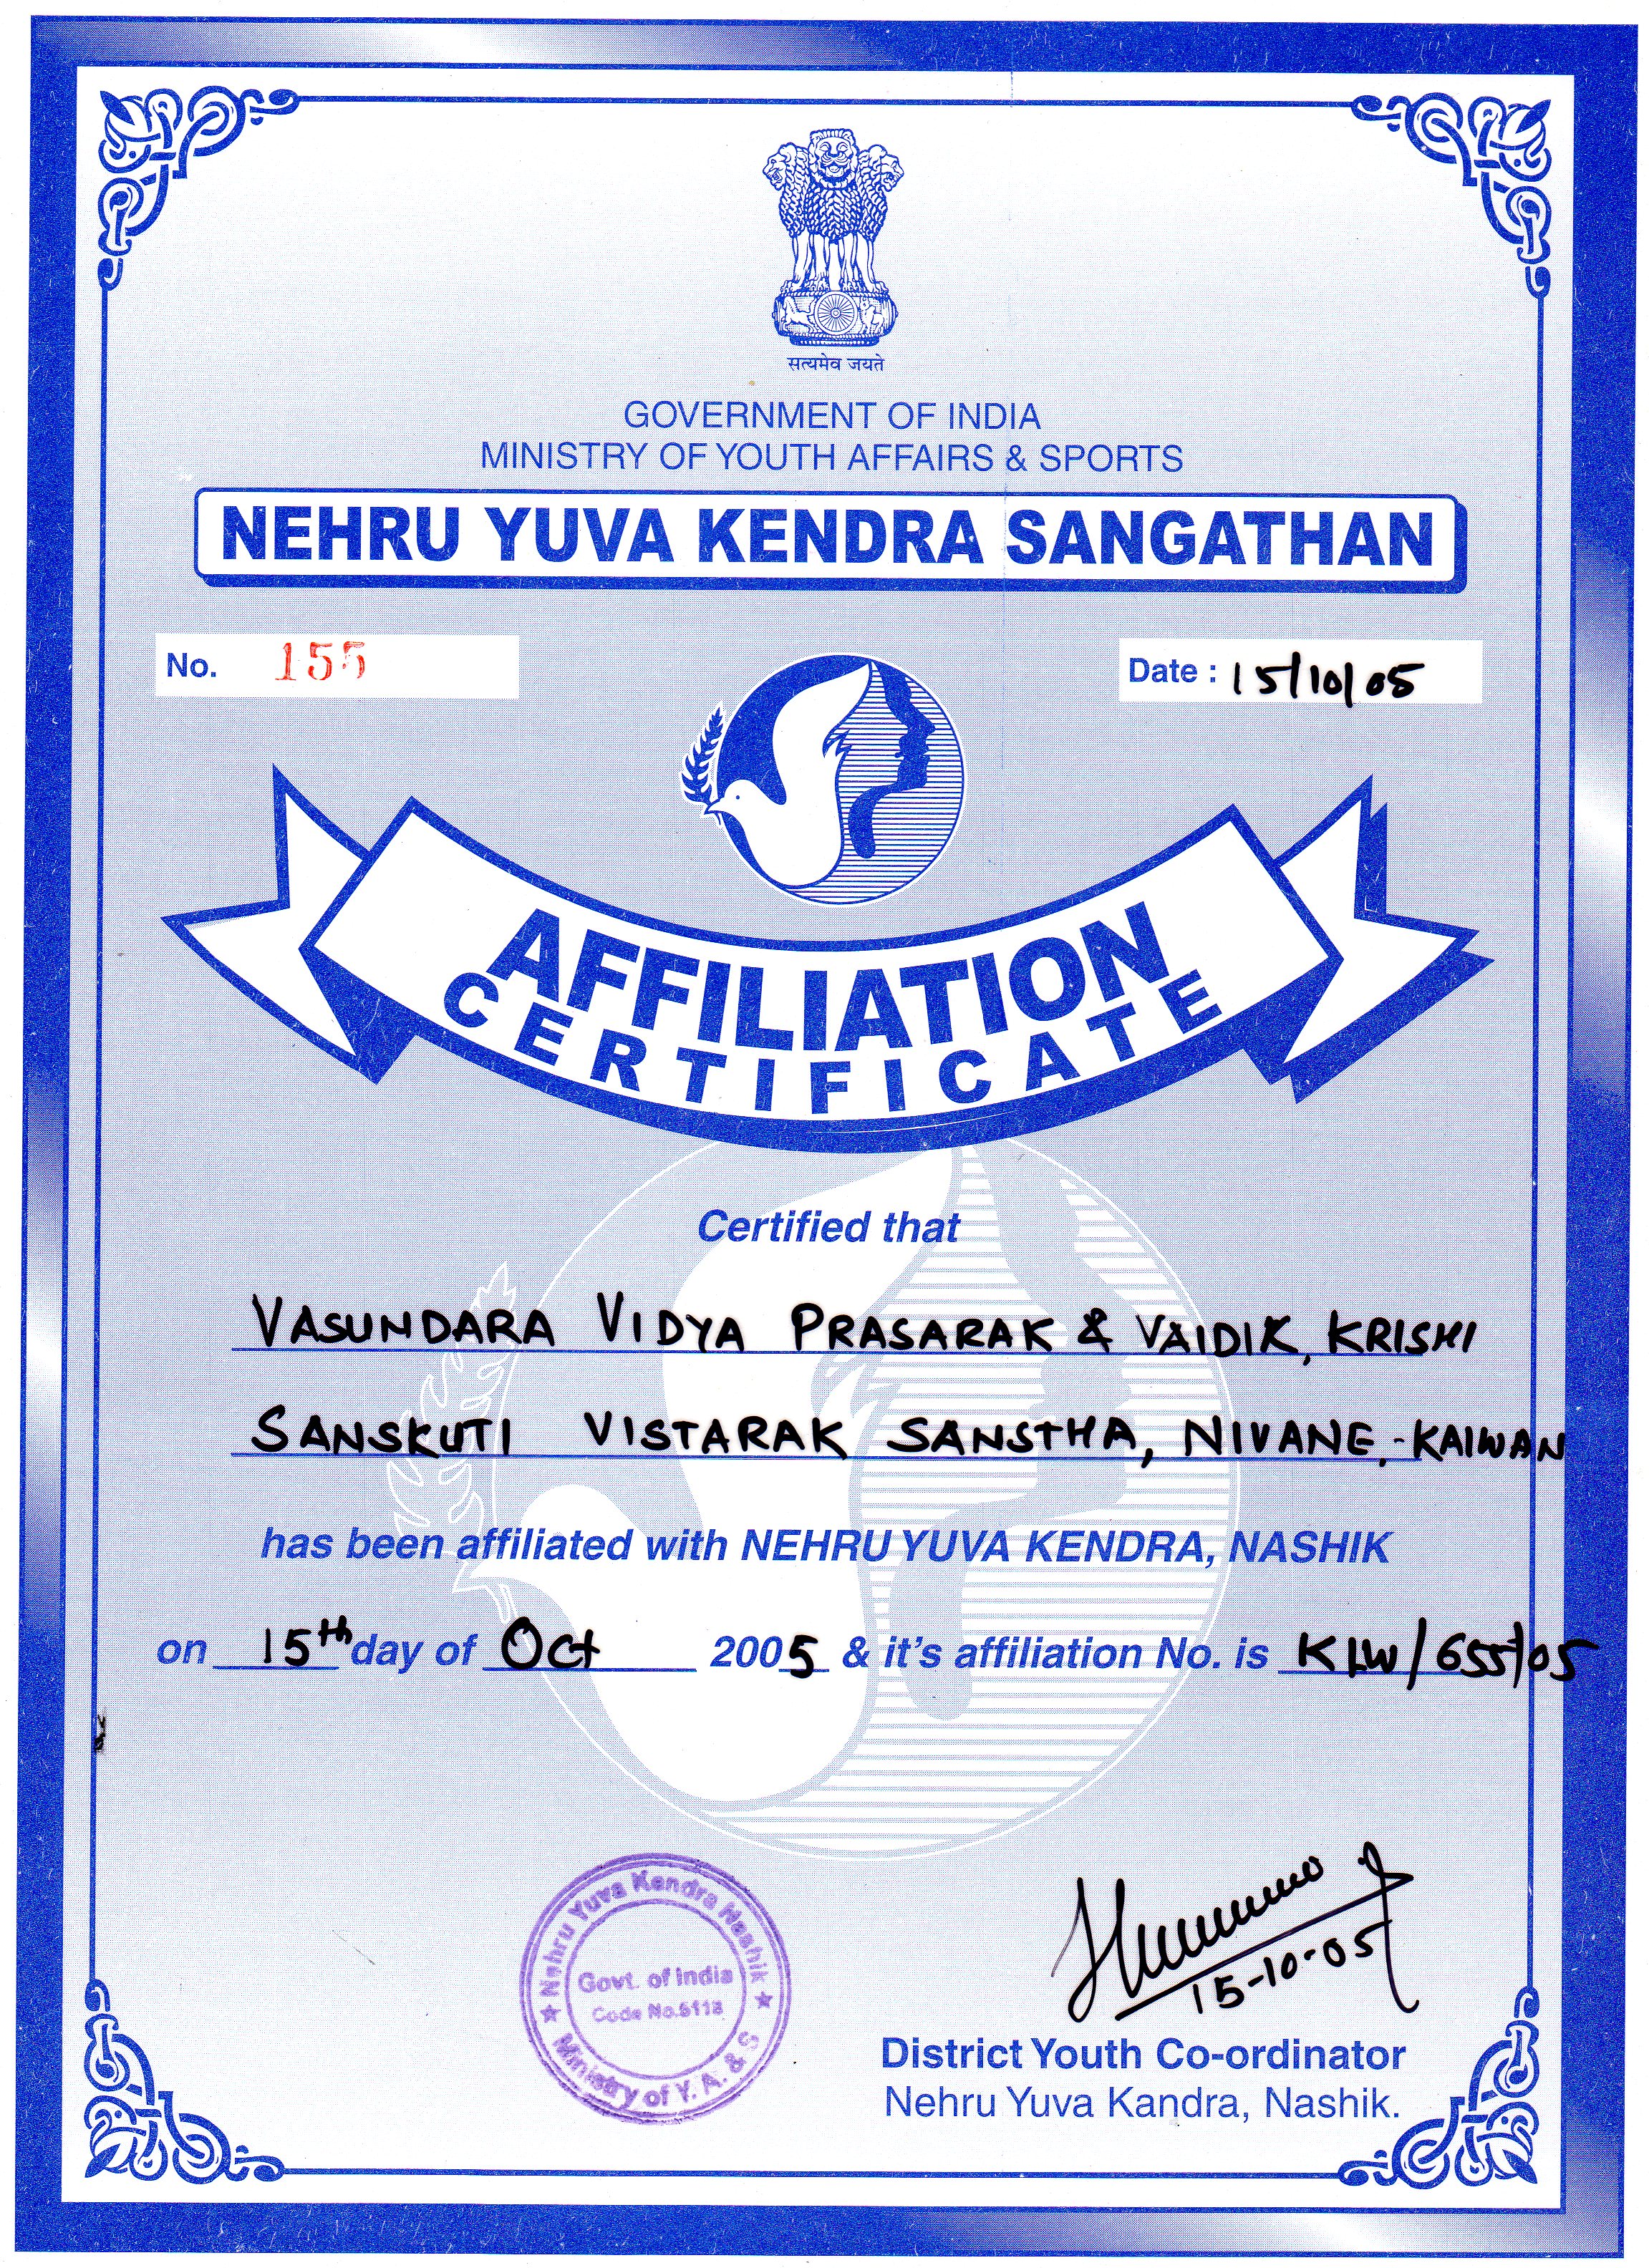 सत्यमेव जयते
GOVERNMENT OF INDIA
MINISTRY OF YOUTH AFFAIRS & SPORTS
NEHRU YUVA KENDRA SANGATHAN
No. 155
Date : 15/10/05
AFFILIATION
CERTIFICATE
Certified that
VASUNDARA VIDYA PRASARAK & VAIDIK, KRISHI
SANSKUTI VISTARAK SANSTHA, NIVANE,-KALWAN
has been affiliated with NEHRU YUVA KENDRA, NASHIK
on 15th day of Oct 2005 & it's affiliation No. is KLW/655/05
Nehru Yuva Kendra Nashik
Govt. of India
Code No.5118
Ministry of Y. A. & S
15-10-05
District Youth Co-ordinator
Nehru Yuva Kandra, Nashik.